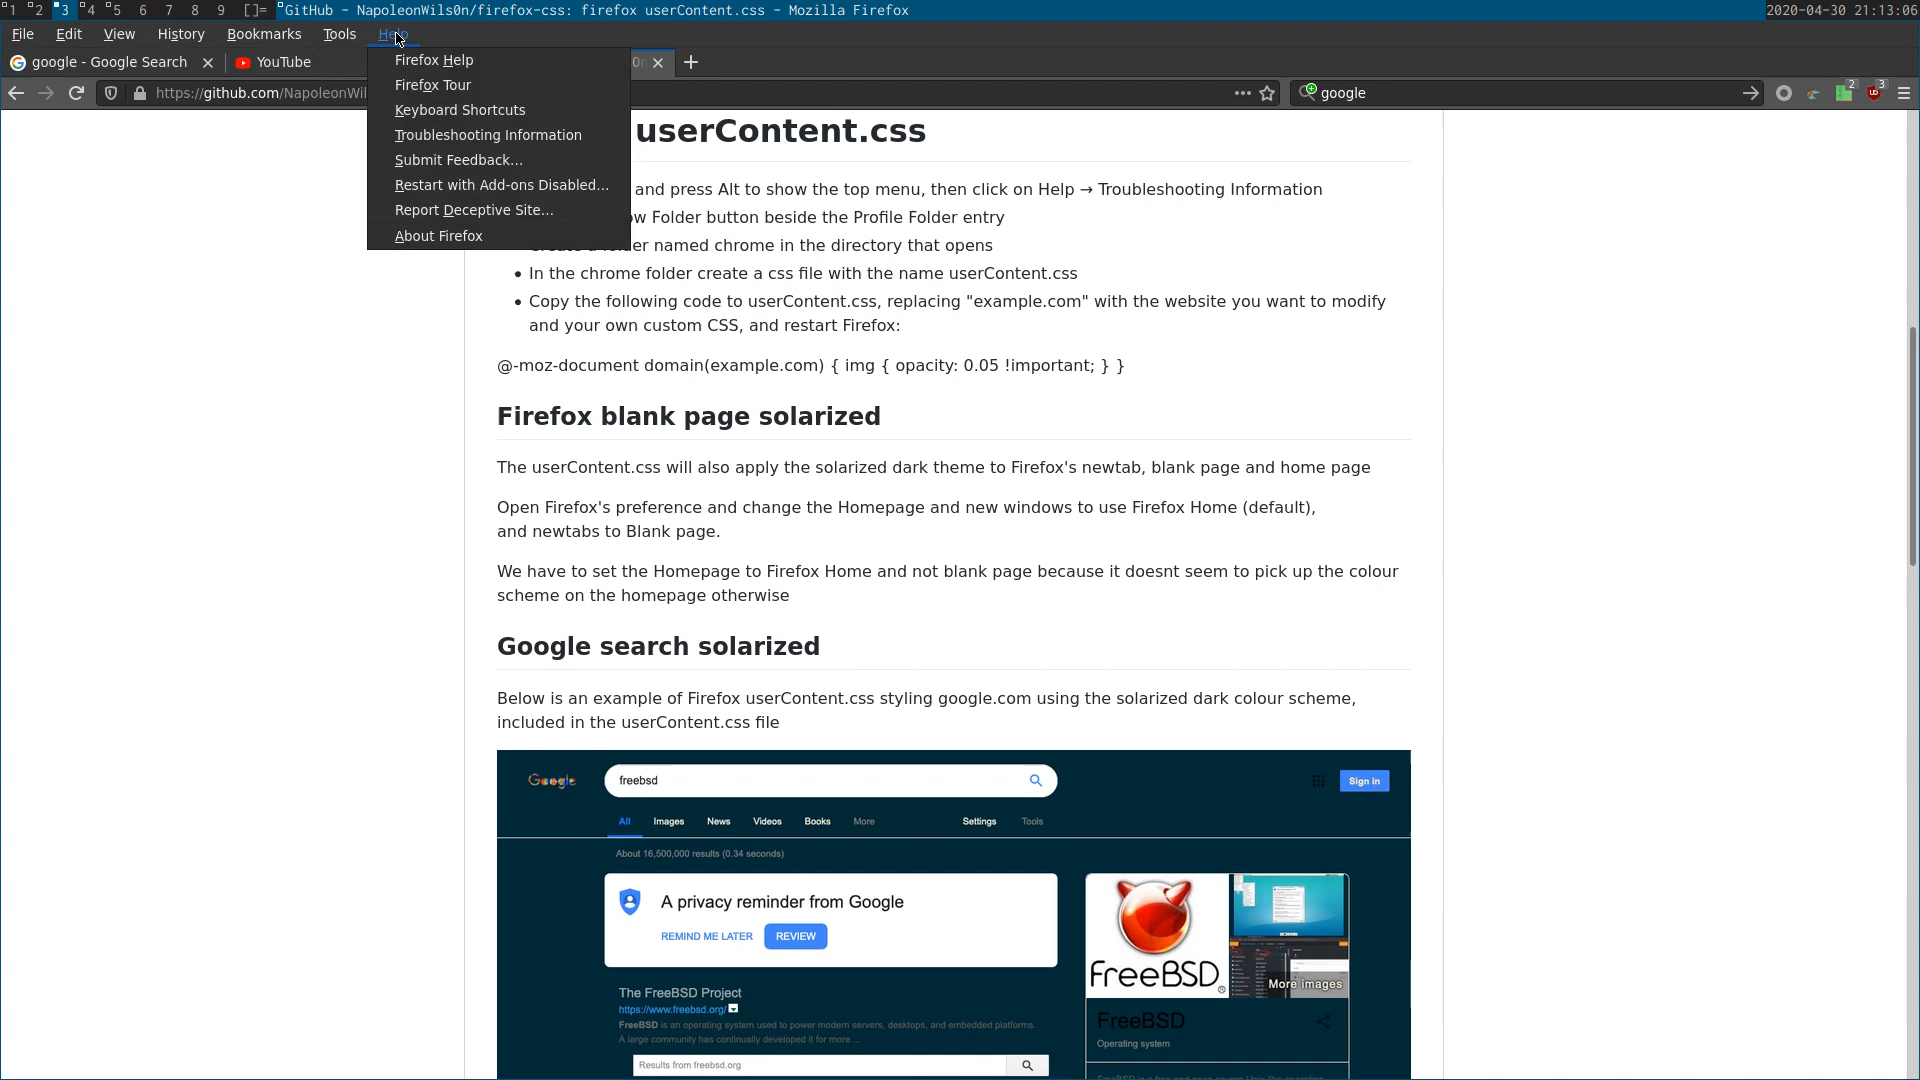 1 2 3 4 5 6 7 8 9 []= GitHub - NapoleonWils0n/firefox-css: firefox userContent.css - Mozilla Firefox 2020-04-30 21:13:06
File Edit View History Bookmarks Tools Help
google - Google Search YouTube
https://github.com/NapoleonWil google 2 3
Firefox Help
Firefox Tour
Keyboard Shortcuts
Troubleshooting Information
Submit Feedback...
Restart with Add-ons Disabled...
Report Deceptive Site...
About Firefox
userContent.css
and press Alt to show the top menu, then click on Help → Troubleshooting Information
ow Folder button beside the Profile Folder entry
Create a folder named chrome in the directory that opens
• In the chrome folder create a css file with the name userContent.css
• Copy the following code to userContent.css, replacing "example.com" with the website you want to modify
and your own custom CSS, and restart Firefox:
@-moz-document domain(example.com) { img { opacity: 0.05 !important; } }
Firefox blank page solarized
The userContent.css will also apply the solarized dark theme to Firefox's newtab, blank page and home page
Open Firefox's preference and change the Homepage and new windows to use Firefox Home (default),
and newtabs to Blank page.
We have to set the Homepage to Firefox Home and not blank page because it doesnt seem to pick up the colour
scheme on the homepage otherwise
Google search solarized
Below is an example of Firefox userContent.css styling google.com using the solarized dark colour scheme,
included in the userContent.css file
Google freebsd Sign in
All Images News Videos Books More Settings Tools
About 16,500,000 results (0.34 seconds)
A privacy reminder from Google
REMIND ME LATER REVIEW
FreeBSD
More images
The FreeBSD Project
https://www.freebsd.org/
FreeBSD is an operating system used to power modern servers, desktops, and embedded platforms.
A large community has continually developed it for more ...
Results from freebsd.org
FreeBSD
Operating system